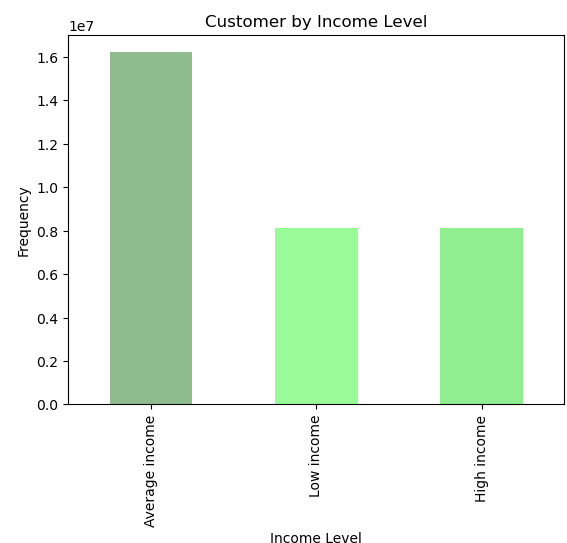 Customer by Income Level
1e7
1.6
1.4
1.2
1.0
0.8
0.6
0.4
0.2
0.0
Frequency
Average income
Low income
High income
Income Level